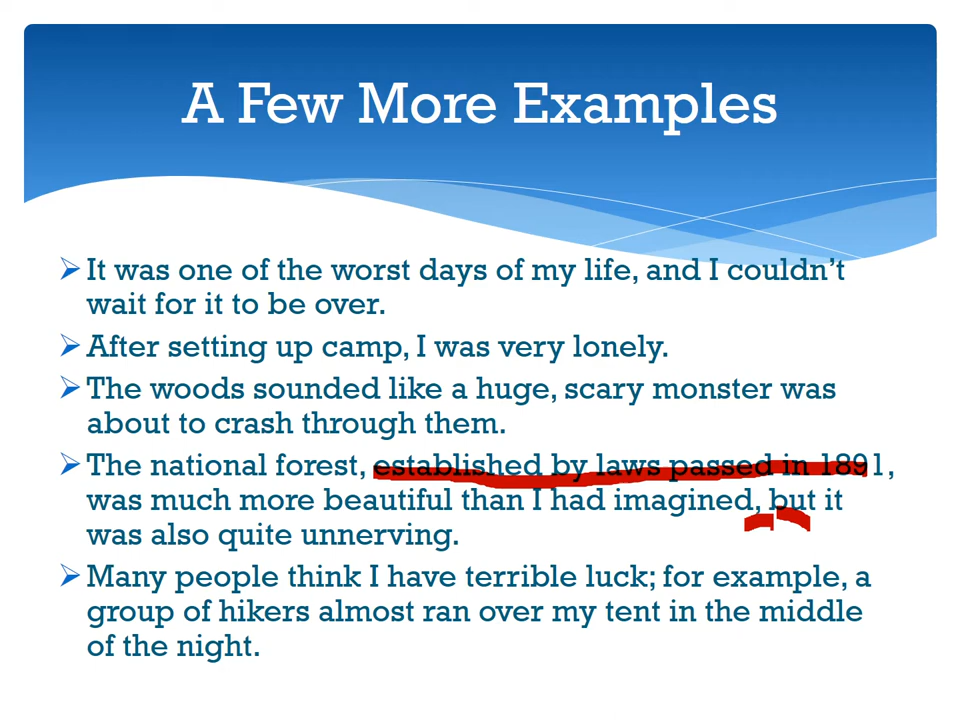 A Few More Examples
It was one of the worst days of my life, and I couldn’t
wait for it to be over.
After setting up camp, I was very lonely.
The woods sounded like a huge, scary monster was
about to crash through them.
The national forest, established by laws passed in 1891,
was much more beautiful than I had imagined, but it
was also quite unnerving.
Many people think I have terrible luck; for example, a
group of hikers almost ran over my tent in the middle
of the night.